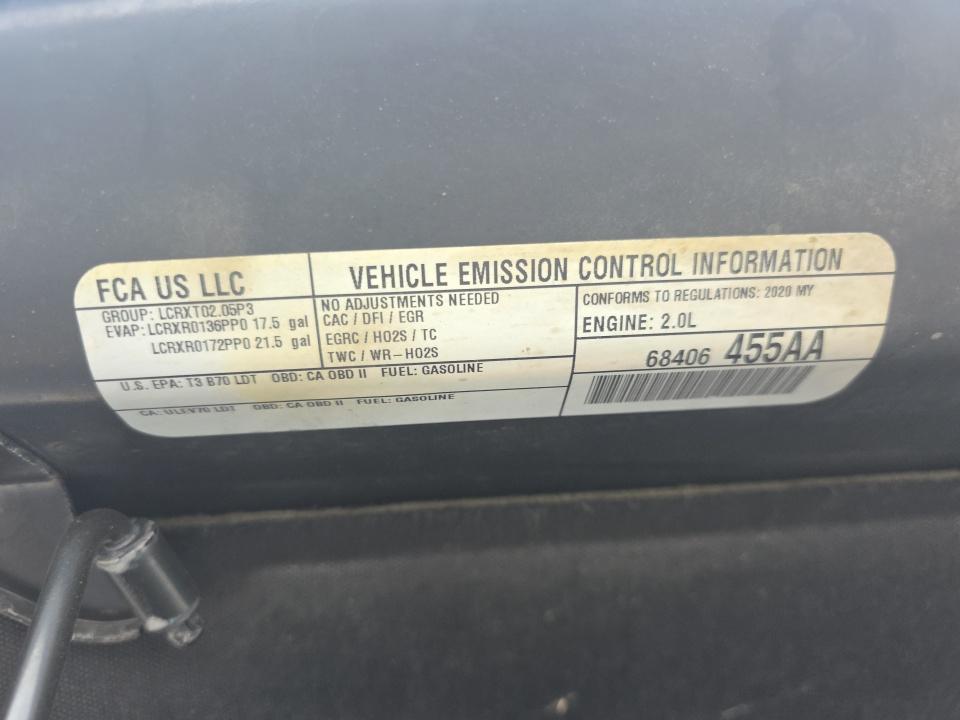 FCA US LLC
VEHICLE EMISSION CONTROL INFORMATION
GROUP: LCRXT02.05P3
EVAP: LCRXR0136PP0 17.5 gal
LCRXR0172PP0 21.5 gal
NO ADJUSTMENTS NEEDED
CAC / DFI / EGR
EGRC / HO2S / TC
TWC / WR-HO2S
CONFORMS TO REGULATIONS: 2020 MY
ENGINE: 2.0L
68406 455AA
U.S. EPA: T3 B70 LDT OBD: CA OBD II FUEL: GASOLINE
CA: ULEV70 LDT OBD: CA OBD II FUEL: GASOLINE